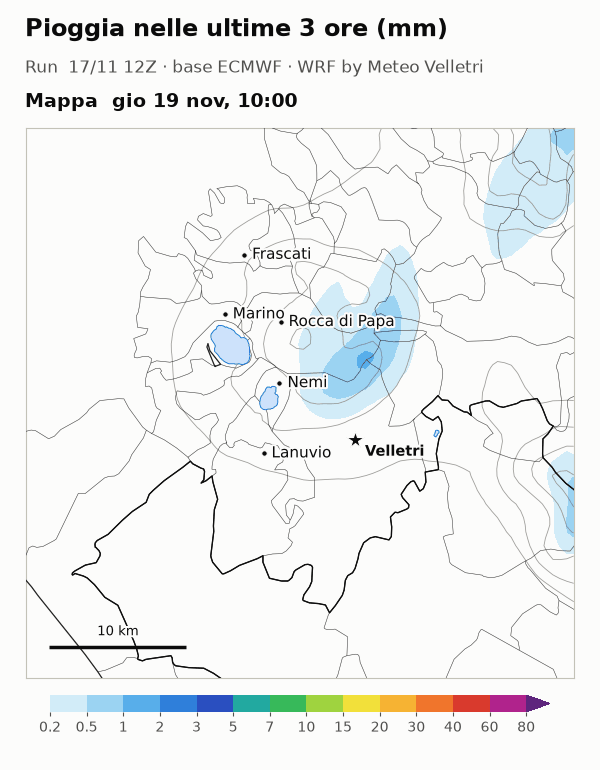 Pioggia nelle ultime 3 ore (mm)
Run  17/11 12Z · base ECMWF · WRF by Meteo Velletri
Mappa  gio 19 nov, 10:00
Frascati
Marino
Rocca di Papa
Nemi
Velletri
Lanuvio
10 km
0.2 0.5 1 2 3 5 7 10 15 20 30 40 60 80